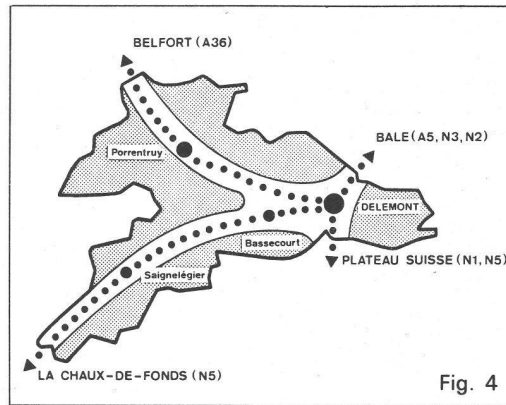 BELFORT (A36)
BALE (A5, N3, N2)
Porrentruy
DELEMONT
Bassecourt
PLATEAU SUISSE (N1, N5)
Saignelégier
LA CHAUX-DE-FONDS (N5)
Fig. 4